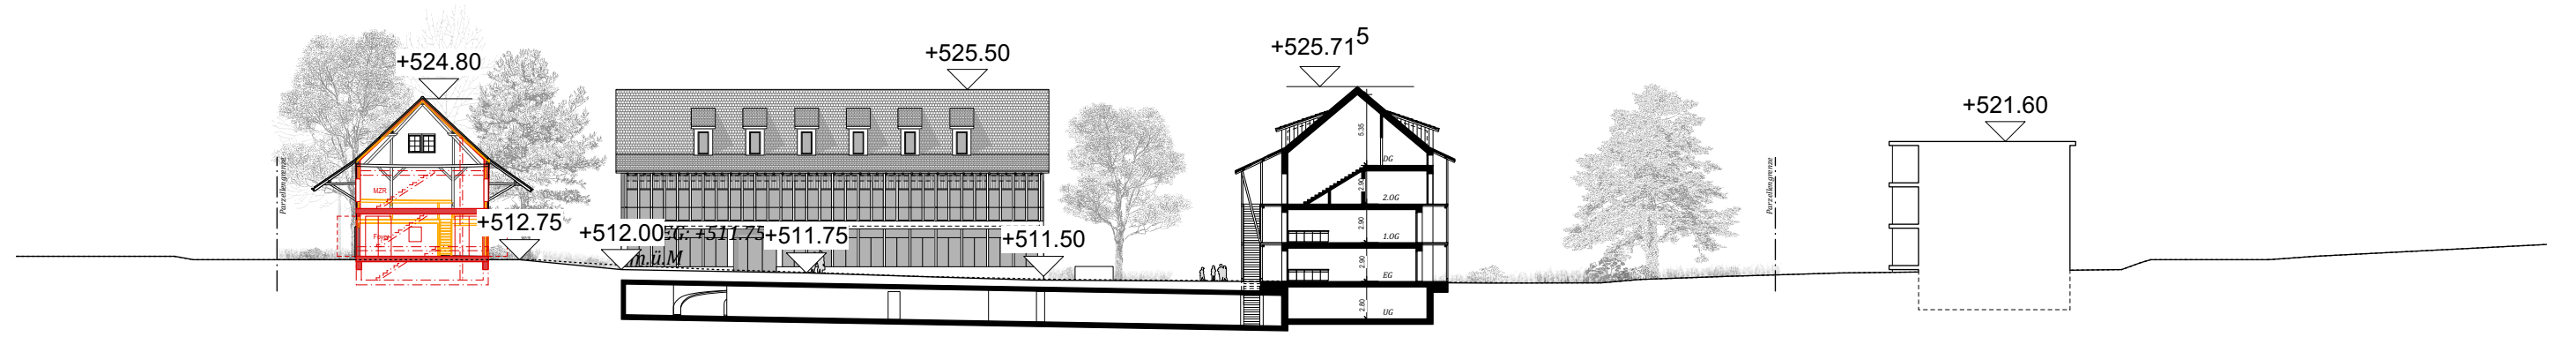 +524.80
+525.50
+525.71⁵
+521.60
Parzellengrenze
MZR
Foyer
+512.75
+512.00
EG: +511.75
m.ü.M
+511.75
+511.50
5.35
DG
2.90
2.OG
2.90
1.OG
2.90
EG
2.80
UG
Parzellengrenze